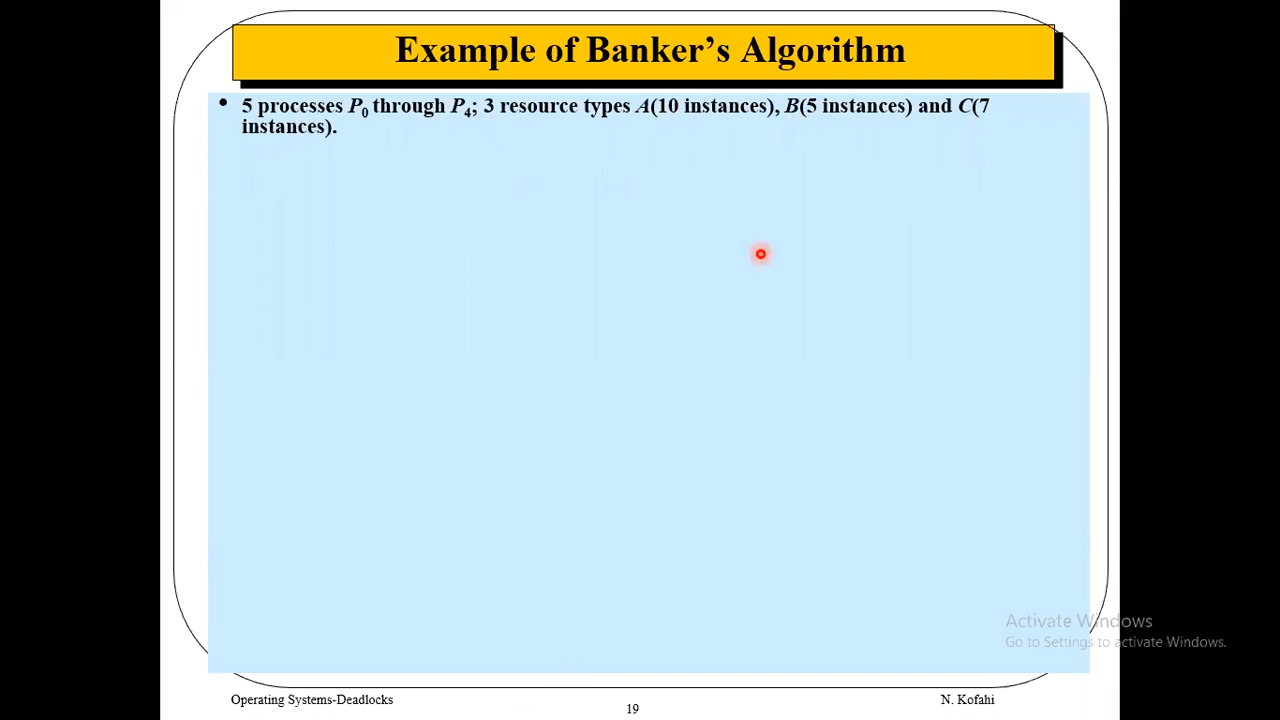 Example of Banker’s Algorithm
• 5 processes P0 through P4; 3 resource types A(10 instances), B(5 instances) and C(7
instances).
Activate Windows
Go to Settings to activate Windows.
Operating Systems-Deadlocks
19
N. Kofahi